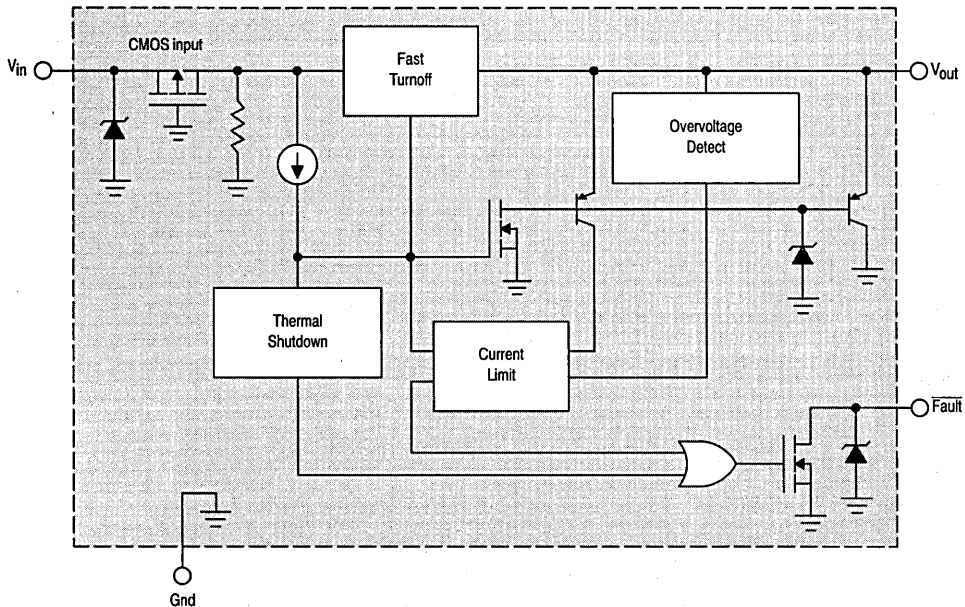 CMOS input
Vin
Fast
Turnoff
Vout
Overvoltage
Detect
Thermal
Shutdown
Current
Limit
Fault
Gnd